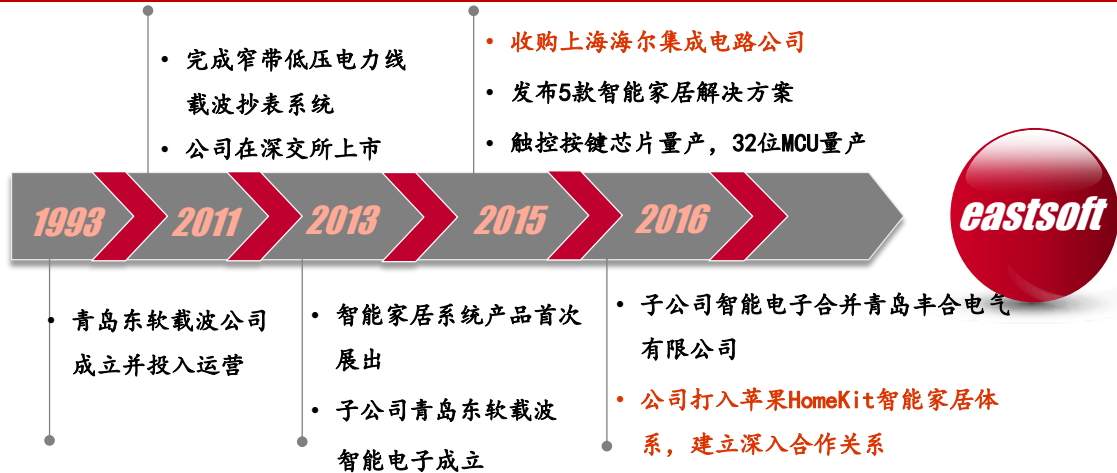 • 完成窄带低压电力线
载波抄表系统
• 公司在深交所上市
• 收购上海海尔集成电路公司
• 发布5款智能家居解决方案
• 触控按键芯片量产，32位MCU量产
1993
2011
2013
2015
2016
eastsoft
• 青岛东软载波公司
成立并投入运营
• 智能家居系统产品首次
展出
• 子公司青岛东软载波
智能电子成立
• 子公司智能电子合并青岛丰合电气
有限公司
• 公司打入苹果HomeKit智能家居体
系，建立深入合作关系